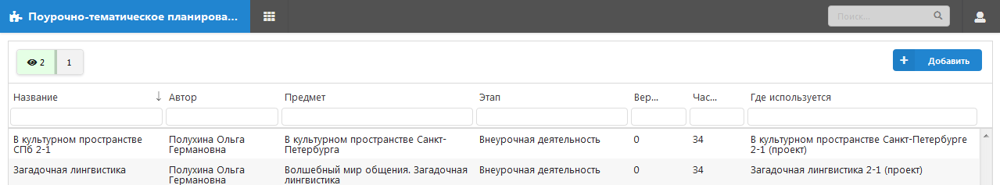 Поурочно-тематическое планирова...
Поиск...
2
1
Добавить
Название
Автор
Предмет
Этап
Вер...
Час...
Где используется
В культурном пространстве
СПб 2-1
Полухина Ольга
Германовна
В культурном пространстве Санкт-
Петербурга
Внеурочная деятельность
0
34
В культурном пространстве Санкт-Петербурге
2-1 (проект)
Загадочная лингвистика
Полухина Ольга
Германовна
Волшебный мир общения. Загадочная
лингвистика
Внеурочная деятельность
0
34
Загадочная лингвистика 2-1 (проект)